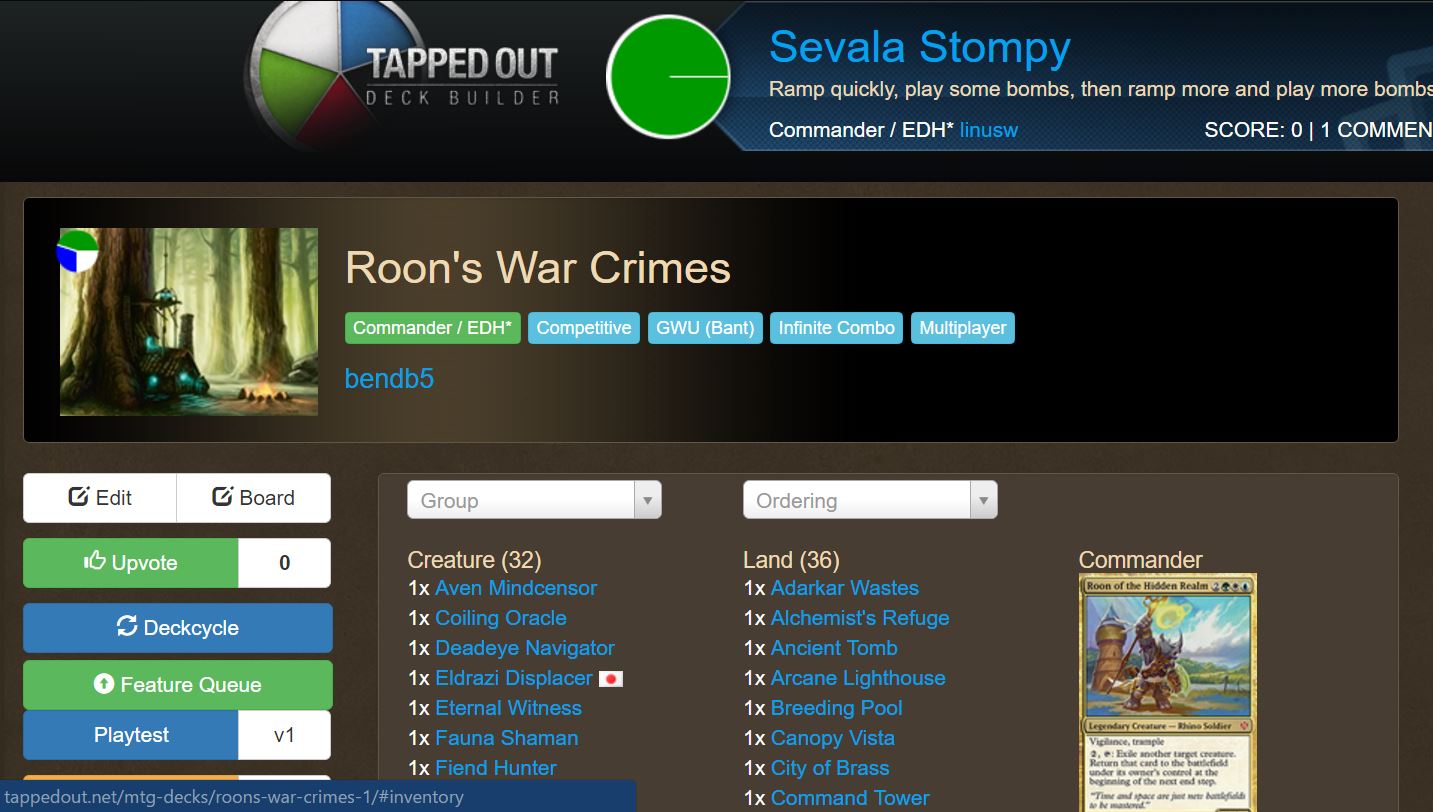 TAPPED OUT
DECK BUILDER
Sevala Stompy
Ramp quickly, play some bombs, then ramp more and play more bombs
Commander / EDH* linusw
SCORE: 0 | 1 COMMEN
Roon's War Crimes
Commander / EDH* Competitive GWU (Bant) Infinite Combo Multiplayer
bendb5
Edit Board
Upvote 0
Deckcycle
Feature Queue
Playtest v1
Group
Ordering
Creature (32)
1x Aven Mindcensor
1x Coiling Oracle
1x Deadeye Navigator
1x Eldrazi Displacer
1x Eternal Witness
1x Fauna Shaman
1x Fiend Hunter
Land (36)
1x Adarkar Wastes
1x Alchemist's Refuge
1x Ancient Tomb
1x Arcane Lighthouse
1x Breeding Pool
1x Canopy Vista
1x City of Brass
1x Command Tower
Commander
Roon of the Hidden Realm 2
Legendary Creature — Rhino Soldier
Vigilance, trample
2, : Exile another target creature.
Return that card to the battlefield
under its owner's control at the
beginning of the next end step.
"Time and space are just new battlefields
to be mastered."
tappedout.net/mtg-decks/roons-war-crimes-1/#inventory